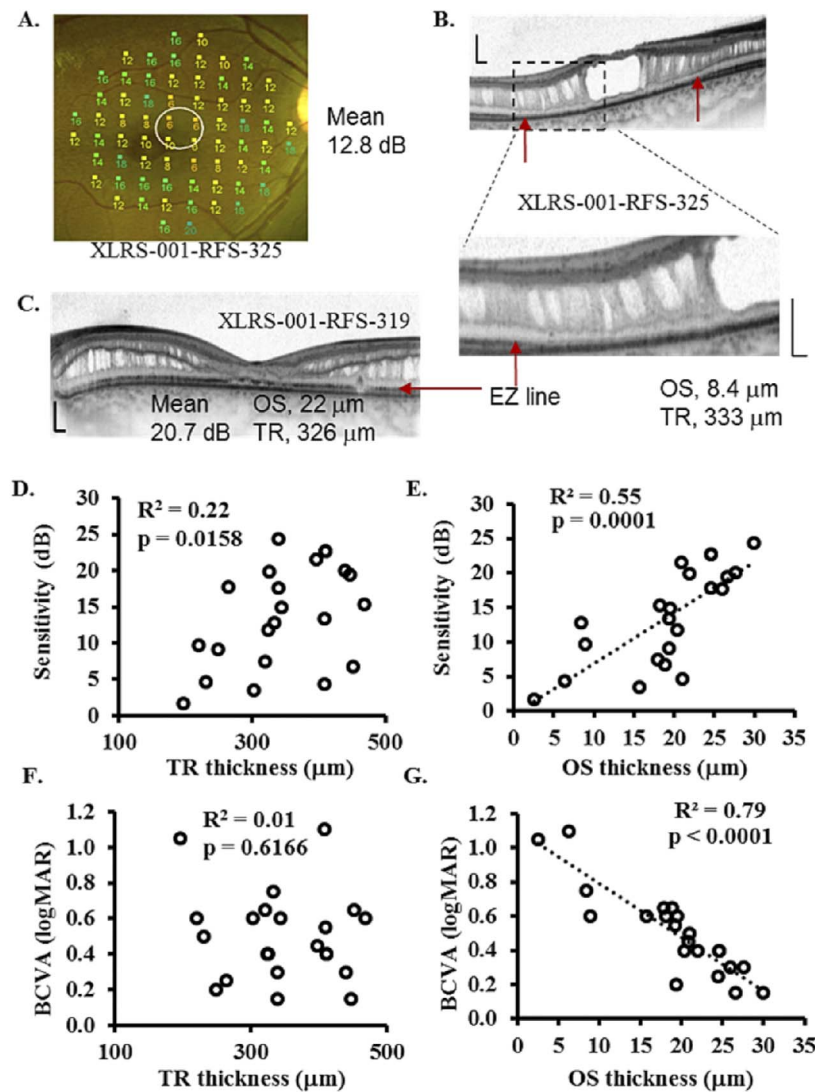 A.
B.
Mean
12.8 dB
XLRS-001-RFS-325
XLRS-001-RFS-325
C.
XLRS-001-RFS-319
Mean OS, 22 μm
20.7 dB TR, 326 μm
EZ line
OS, 8.4 μm
TR, 333 μm
D.
R² = 0.22
p = 0.0158
Sensitivity (dB)
30
25
20
15
10
5
0
100 300 500
TR thickness (μm)
E.
R² = 0.55
p = 0.0001
Sensitivity (dB)
30
25
20
15
10
5
0
0 5 10 15 20 25 30 35
OS thickness (μm)
F.
R² = 0.01
p = 0.6166
BCVA (logMAR)
1.2
1.0
0.8
0.6
0.4
0.2
0.0
100 300 500
TR thickness (μm)
G.
R² = 0.79
p < 0.0001
BCVA (logMAR)
1.2
1.0
0.8
0.6
0.4
0.2
0.0
0 5 10 15 20 25 30 35
OS thickness (μm)